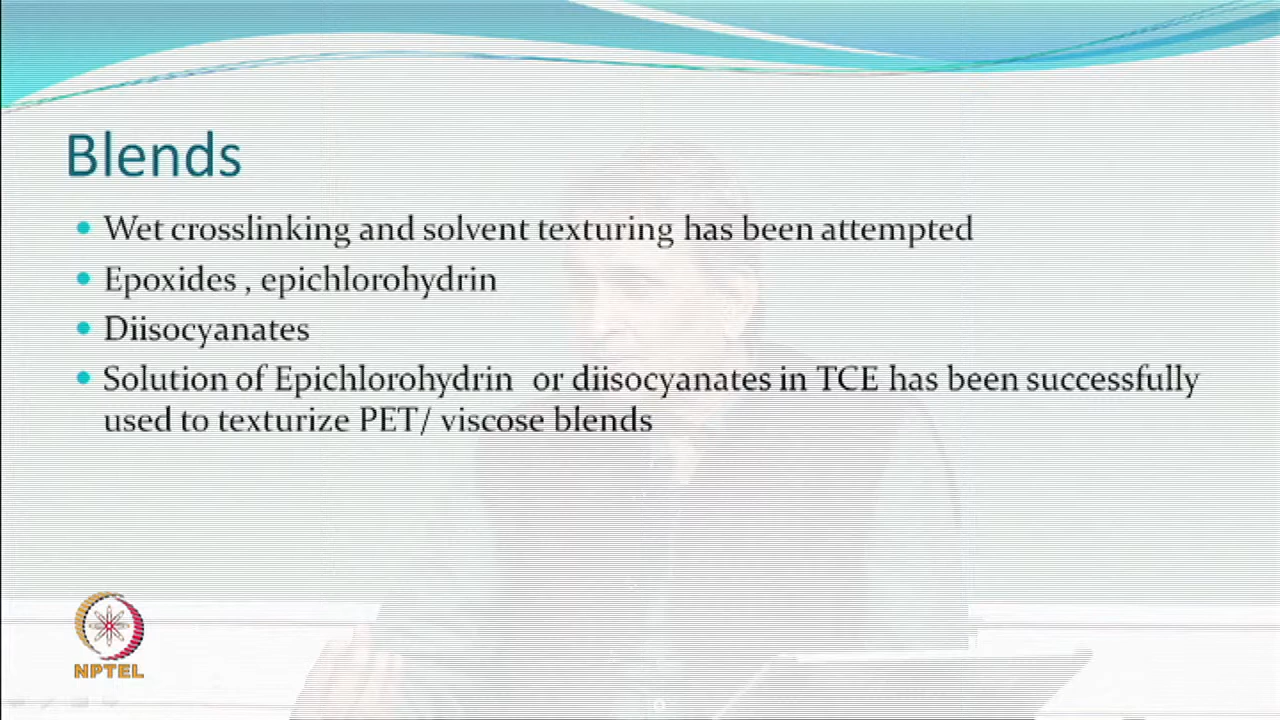 Blends
• Wet crosslinking and solvent texturing has been attempted
• Epoxides , epichlorohydrin
• Diisocyanates
• Solution of Epichlorohydrin or diisocyanates in TCE has been successfully
used to texturize PET/ viscose blends
NPTEL